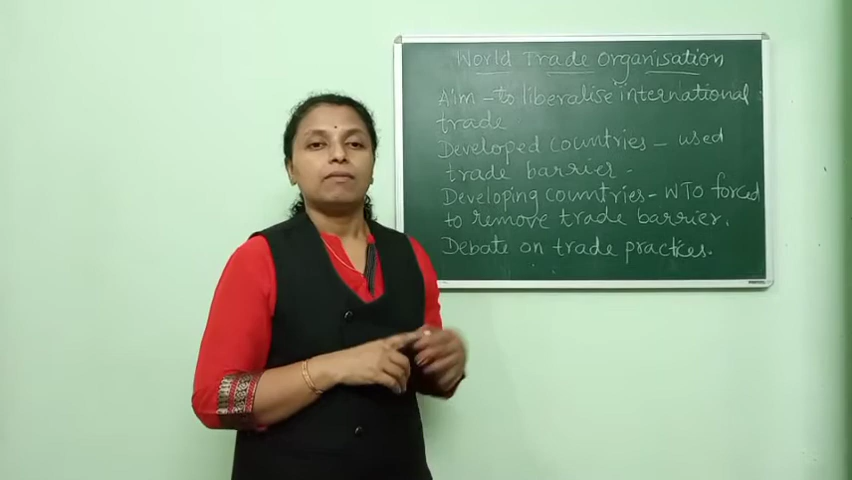 World Trade Organisation
Aim - to liberalise international
trade
Developed countries - used
trade barrier -
Developing countries - WTO forced
to remove trade barrier.
Debate on trade practices.